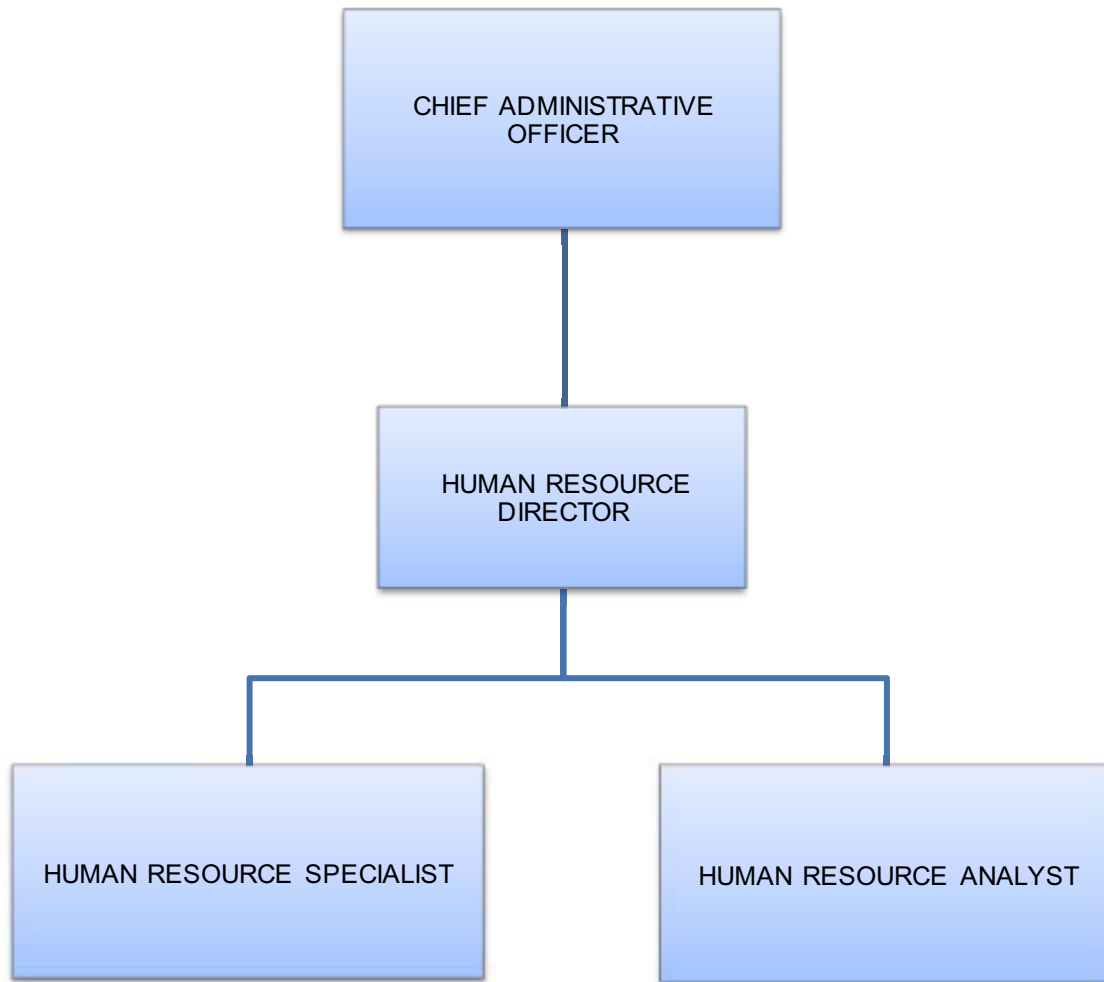 CHIEF ADMINISTRATIVE
OFFICER
HUMAN RESOURCE
DIRECTOR
HUMAN RESOURCE SPECIALIST
HUMAN RESOURCE ANALYST